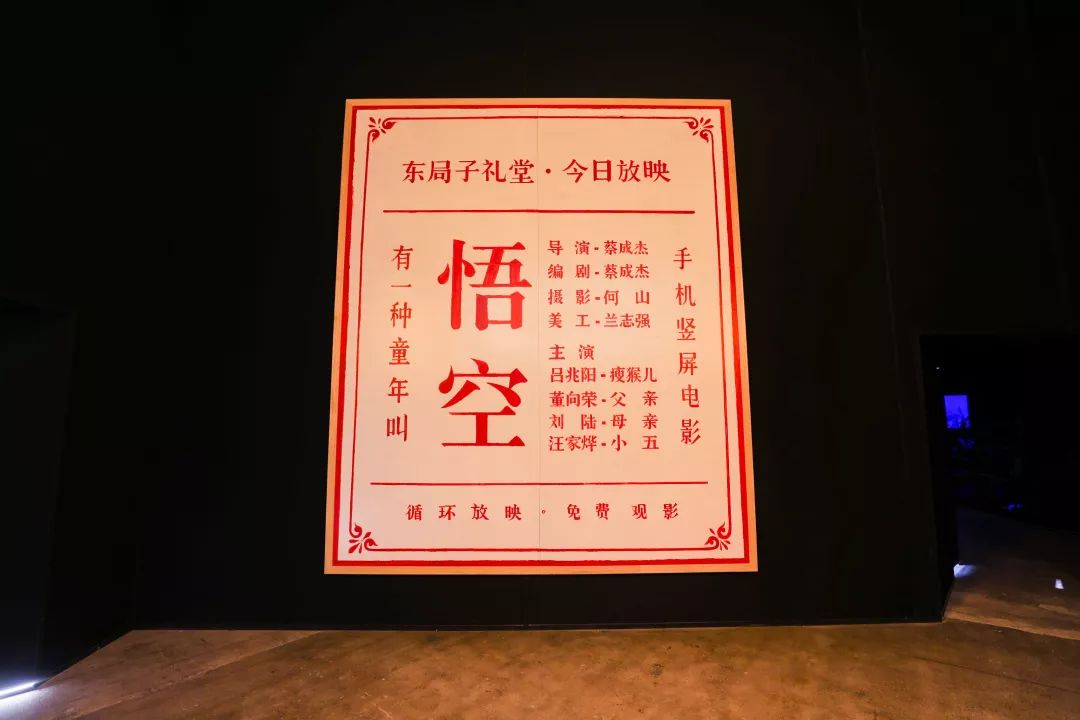 东局子礼堂·今日放映
有一种童年叫
悟空
导 演-蔡成杰
编 剧-蔡成杰
摄 影-何 山
美 工-兰志强
主 演
吕兆阳-瘦猴儿
董向荣-父 亲
刘 陆-母 亲
汪家烨-小 五
手机竖屏电影
循环放映。免费观影